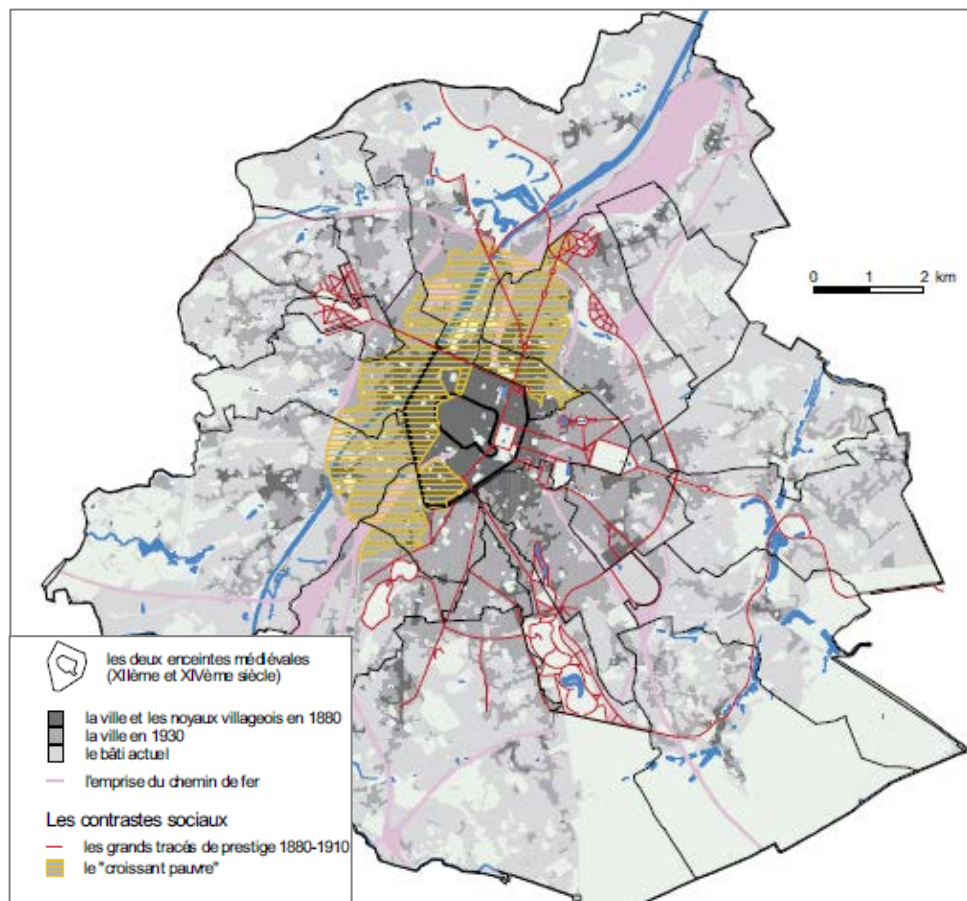 0 1 2 km
les deux enceintes médiévales
(XIIème et XIVème siècle)
la ville et les noyaux villageois en 1880
la ville en 1930
le bâti actuel
l'emprise du chemin de fer
Les contrastes sociaux
les grands tracés de prestige 1880-1910
le "croissant pauvre"